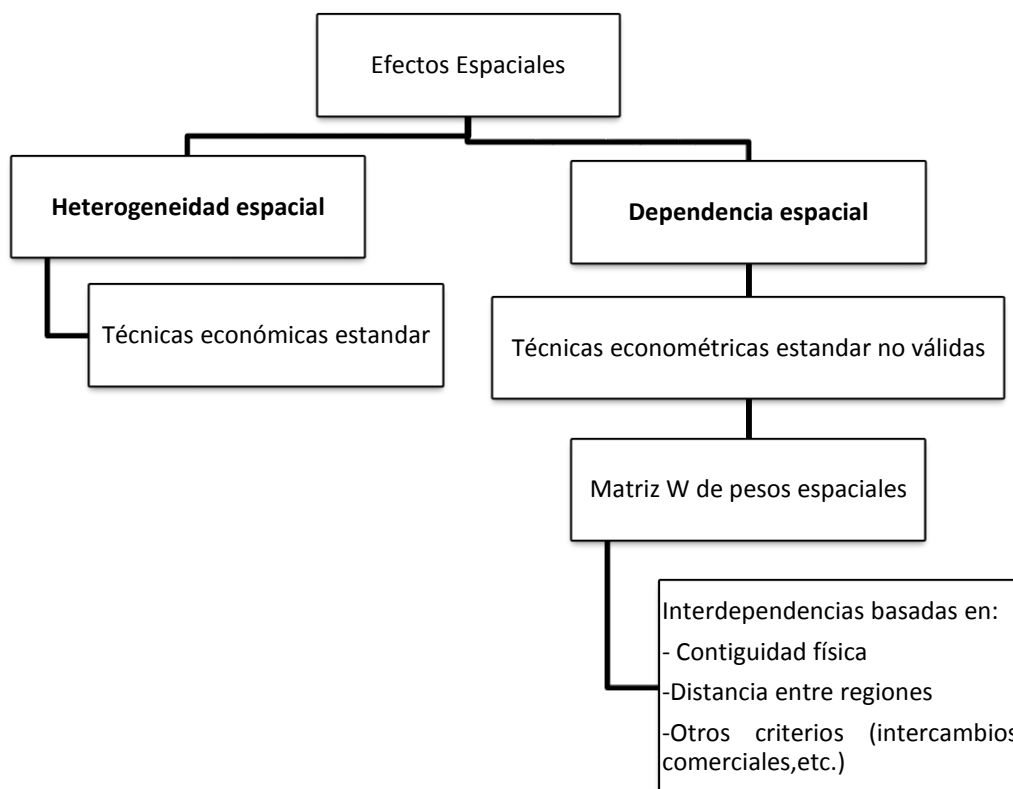 Efectos Espaciales
Heterogeneidad espacial
Dependencia espacial
Técnicas económicas estandar
Técnicas econométricas estandar no válidas
Matriz W de pesos espaciales
Interdependencias basadas en:
- Contiguidad física
-Distancia entre regiones
-Otros criterios (intercambios
comerciales,etc.)